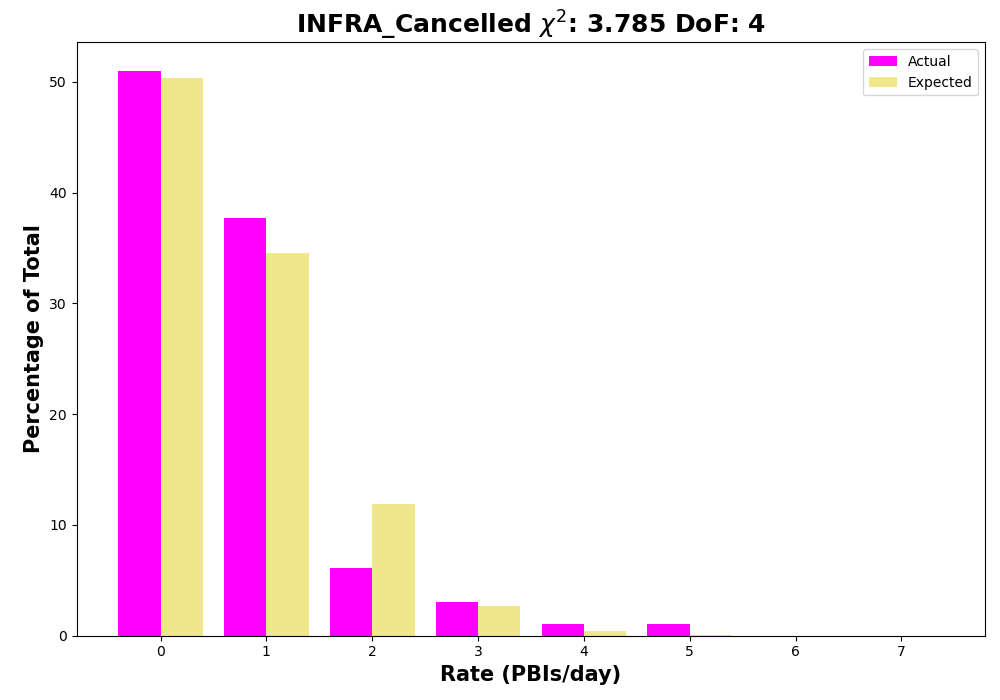 INFRA_Cancelled χ²: 3.785 DoF: 4
Actual
Expected
Percentage of Total
50
40
30
20
10
0
0 1 2 3 4 5 6 7
Rate (PBIs/day)